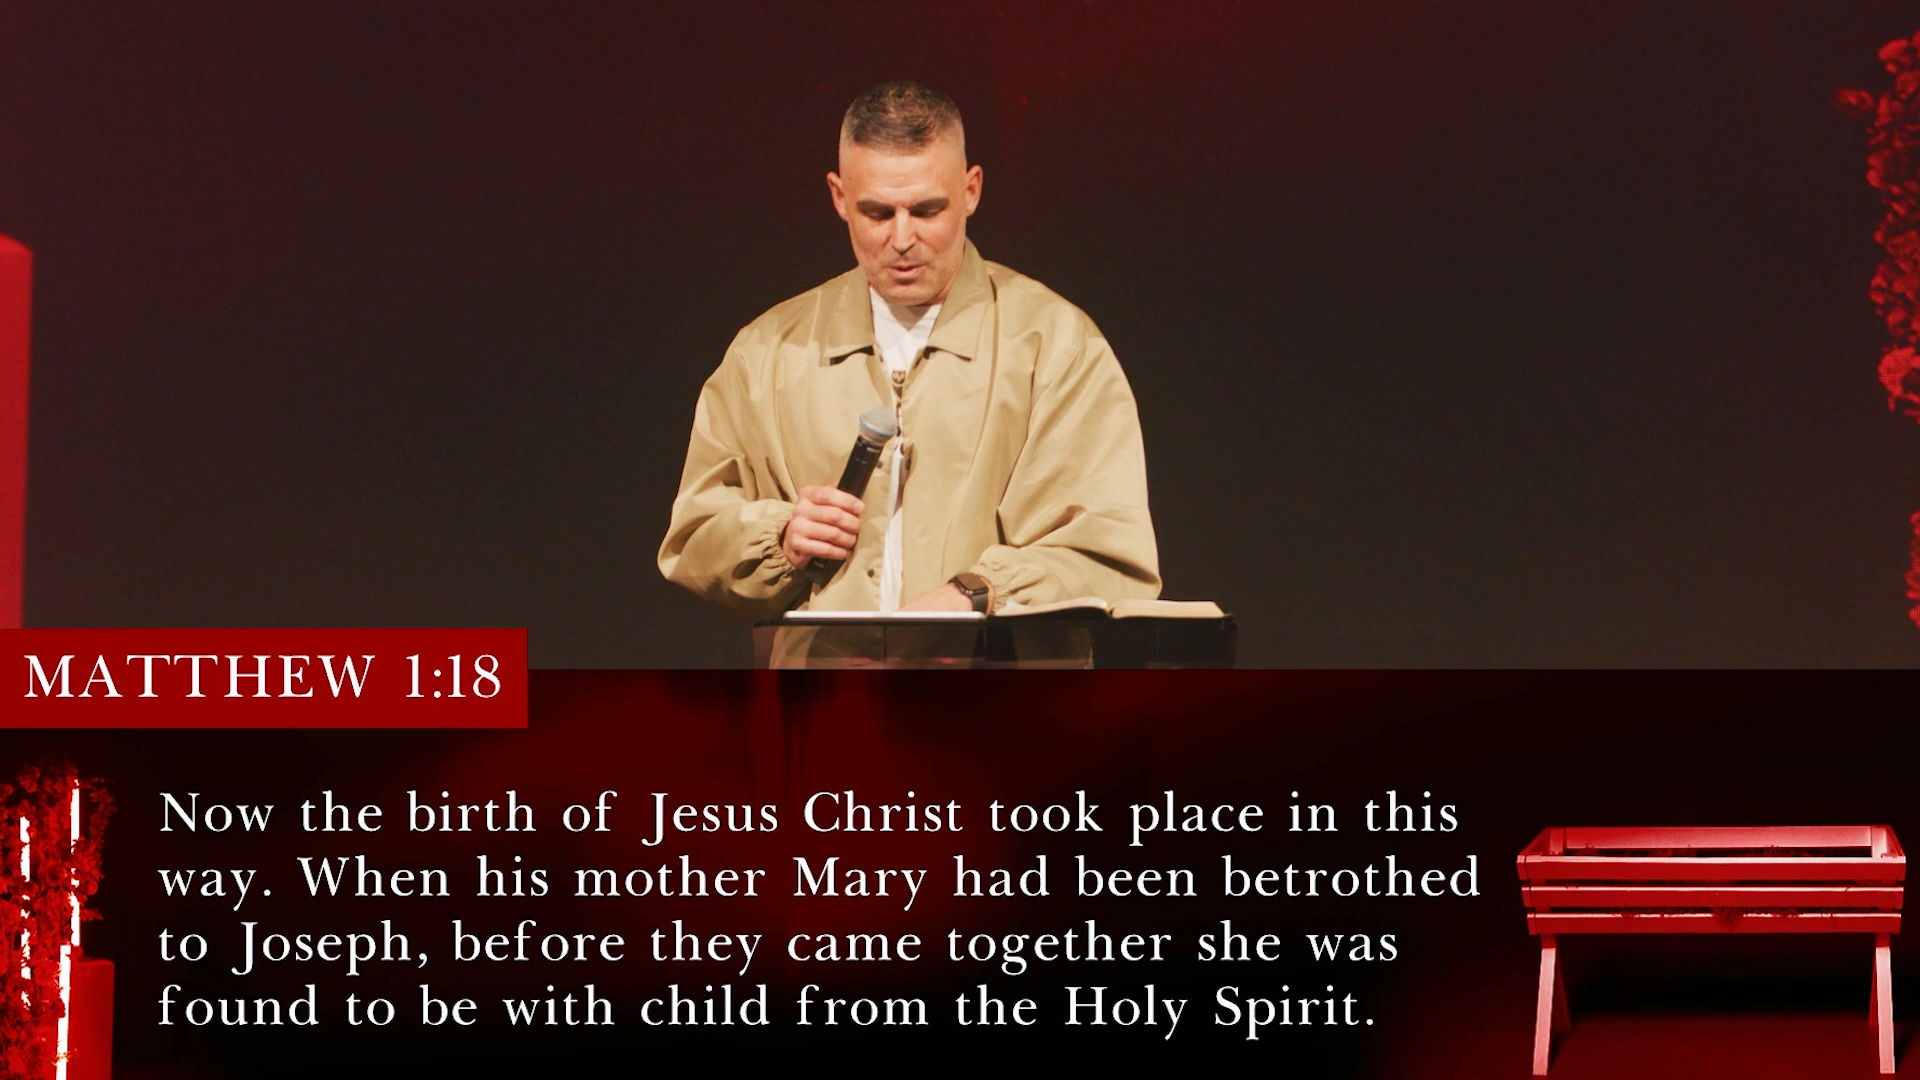 MATTHEW 1:18
Now the birth of Jesus Christ took place in this
way. When his mother Mary had been betrothed
to Joseph, before they came together she was
found to be with child from the Holy Spirit.